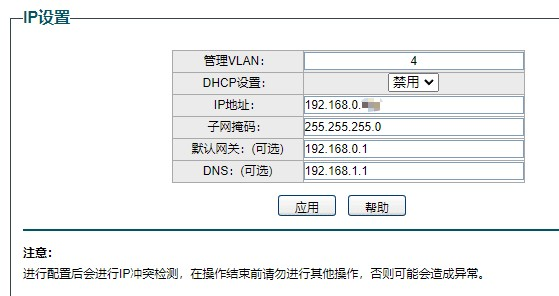 IP设置
管理VLAN： 4
DHCP设置： 禁用
IP地址： 192.168.0.
子网掩码： 255.255.255.0
默认网关：(可选) 192.168.0.1
DNS：(可选) 192.168.1.1
应用 帮助
注意：
进行配置后会进行IP冲突检测，在操作结束前请勿进行其他操作，否则可能会造成异常。